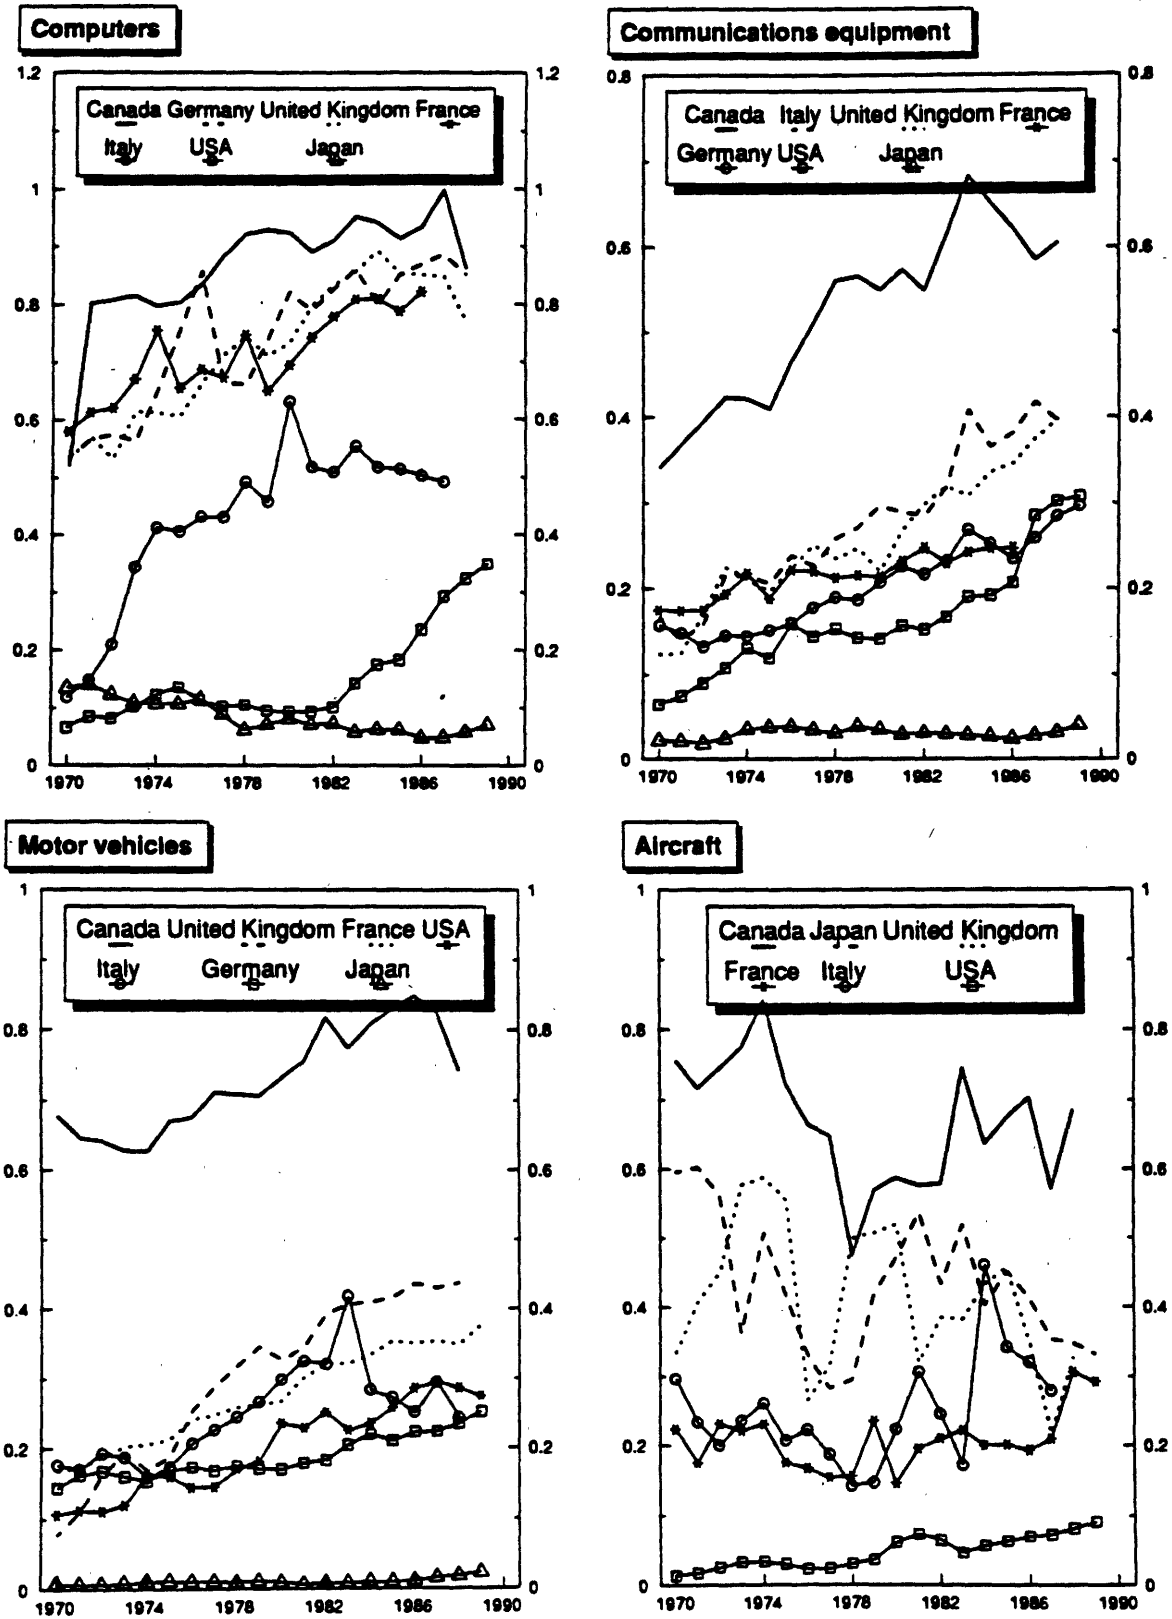 Computers
1.2 1.2
Canada Germany United Kingdom France
Italy USA Japan
1 1
0.8 0.8
0.6 0.6
0.4 0.4
0.2 0.2
0 0
1970 1974 1978 1982 1986 1990
Communications equipment
0.8 0.8
Canada Italy United Kingdom France
Germany USA Japan
0.6 0.6
0.4 0.4
0.2 0.2
0 0
1970 1974 1978 1982 1986 1990
Motor vehicles
1 1
Canada United Kingdom France USA
Italy Germany Japan
0.8 0.8
0.6 0.6
0.4 0.4
0.2 0.2
0 0
1970 1974 1978 1982 1986 1990
Aircraft
1 1
Canada Japan United Kingdom
France Italy USA
0.8 0.8
0.6 0.6
0.4 0.4
0.2 0.2
0 0
1970 1974 1978 1982 1986 1990